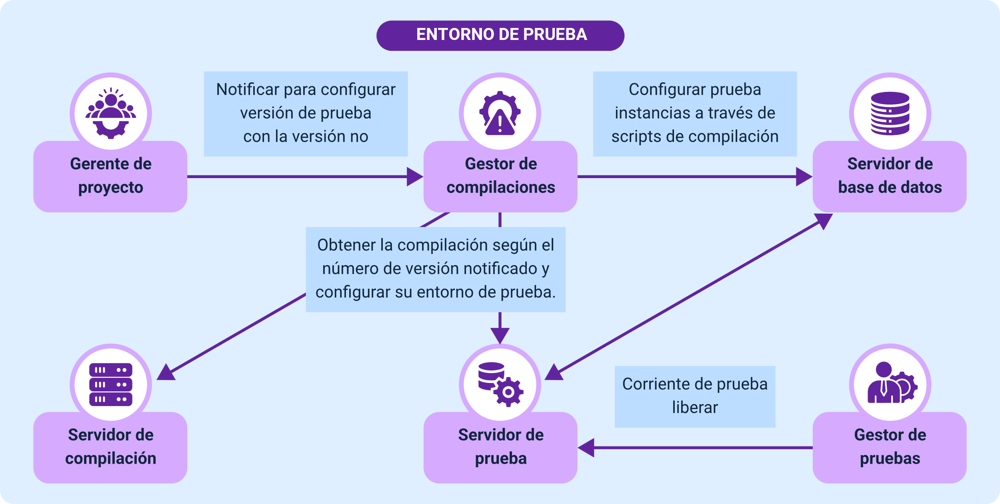 ENTORNO DE PRUEBA
Notificar para configurar
versión de prueba
con la versión no
Configurar prueba
instancias a través de
scripts de compilación
Gerente de
proyecto
Gestor de
compilaciones
Servidor de
base de datos
Obtener la compilación según el
número de versión notificado y
configurar su entorno de prueba.
Corriente de prueba
liberar
Servidor de
compilación
Servidor de
prueba
Gestor de
pruebas